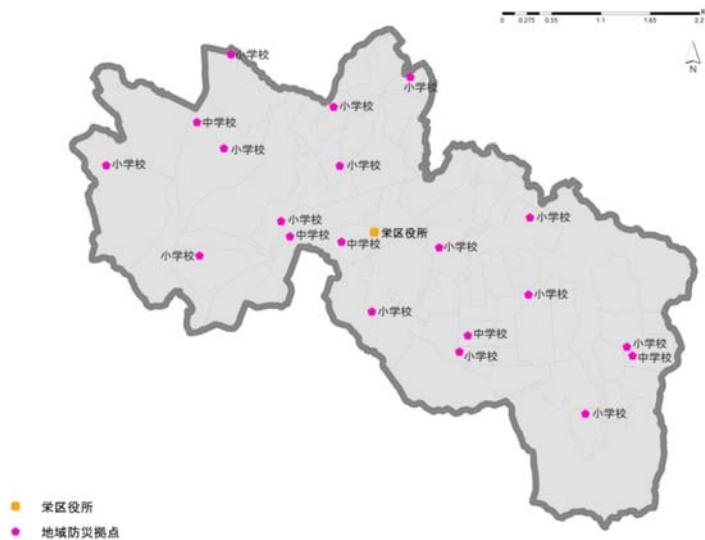 0 0.275 0.55 1.1 1.65 2.2
N
小学校
小学校
小学校
中学校
小学校
小学校
小学校
小学校
小学校
中学校
栄区役所
中学校
小学校
小学校
小学校
小学校
中学校
小学校
小学校
中学校
小学校
栄区役所
地域防災拠点